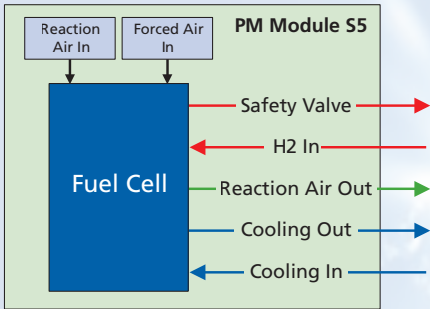 Reaction
Air In
Forced Air
In
PM Module S5
Fuel Cell
Safety Valve
H2 In
Reaction Air Out
Cooling Out
Cooling In